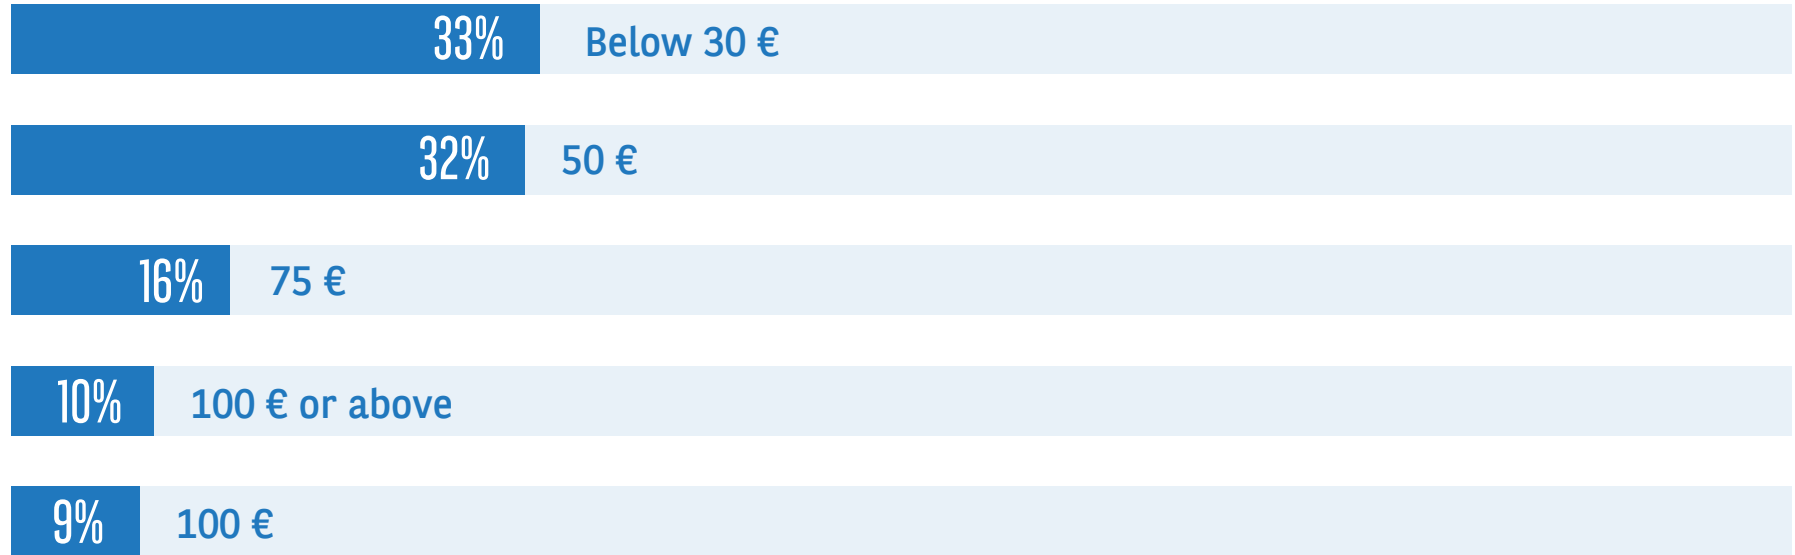 33% Below 30 €
32% 50 €
16% 75 €
10% 100 € or above
9% 100 €